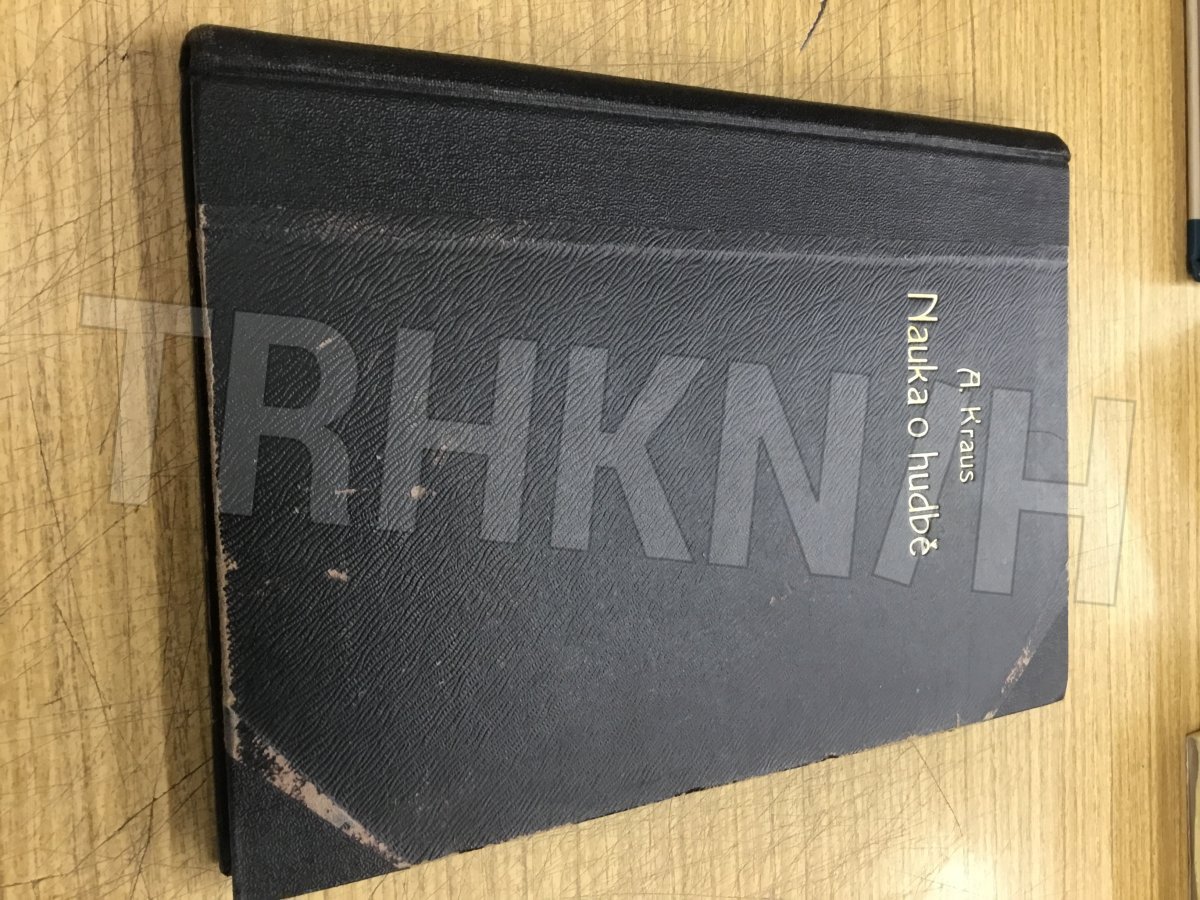 A. Kraus
Nauka o hudbě
TRHKNIH